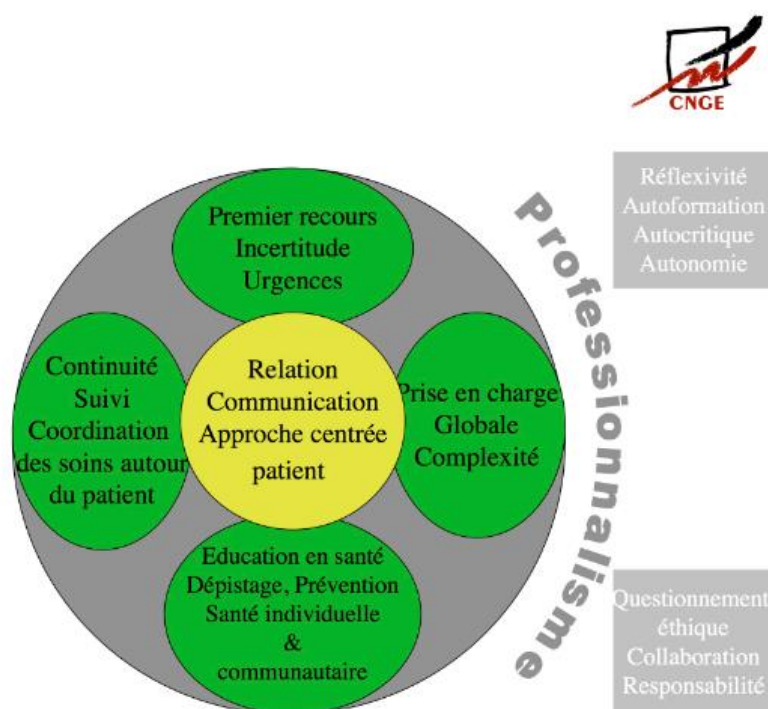 CNGE
Réflexivité
Autoformation
Autocritique
Autonomie
Professionnalisme
Premier recours
Incertitude
Urgences
Continuité
Suivi
Coordination
des soins autour
du patient
Relation
Communication
Approche centrée
patient
Prise en charge
Globale
Complexité
Education en santé
Dépistage, Prévention
Santé individuelle
&
communautaire
Questionnement
éthique
Collaboration
Responsabilité